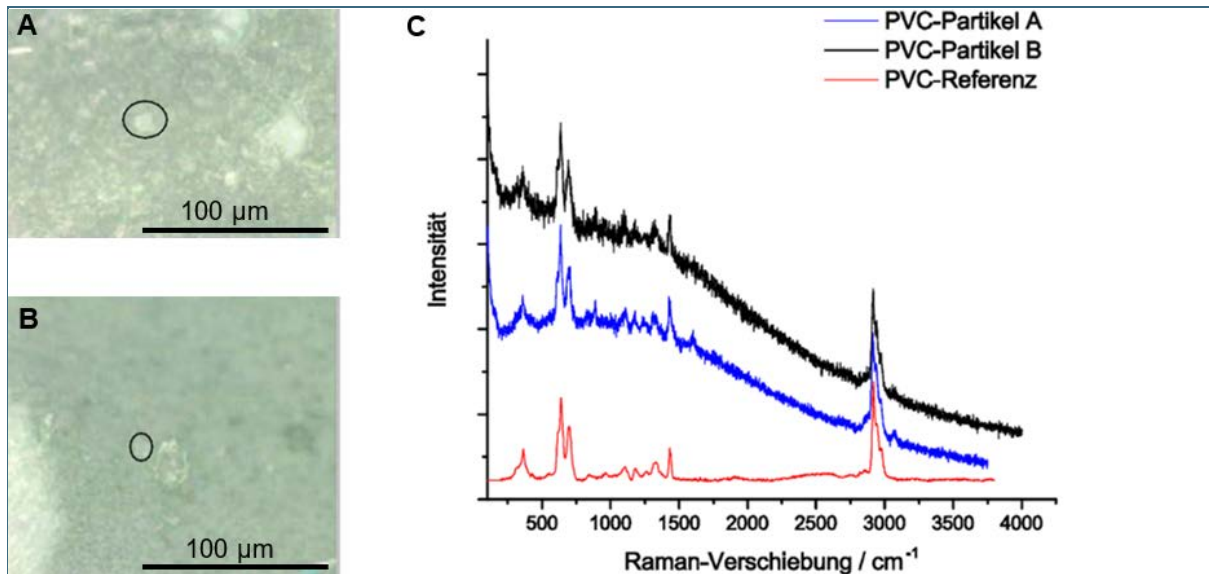 A
100 µm
B
100 µm
C
PVC-Partikel A
PVC-Partikel B
PVC-Referenz
Intensität
500 1000 1500 2000 2500 3000 3500 4000
Raman-Verschiebung / cm⁻¹